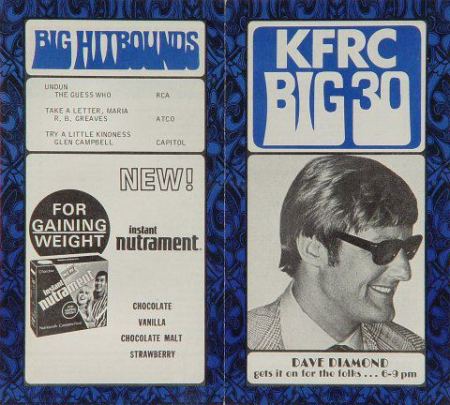 BIG HITBOUNDS
UNDUN
THE GUESS WHO RCA
TAKE A LETTER, MARIA
R. B. GREAVES ATCO
TRY A LITTLE KINDNESS
GLEN CAMPBELL CAPITOL
NEW!
FOR
GAINING
WEIGHT
instant
nutrament
instant
nutrament
CHOCOLATE
VANILLA
CHOCOLATE MALT
STRAWBERRY
KFRC
BIG 30
DAVE DIAMOND
gets it on for the folks . . . 6-9 pm